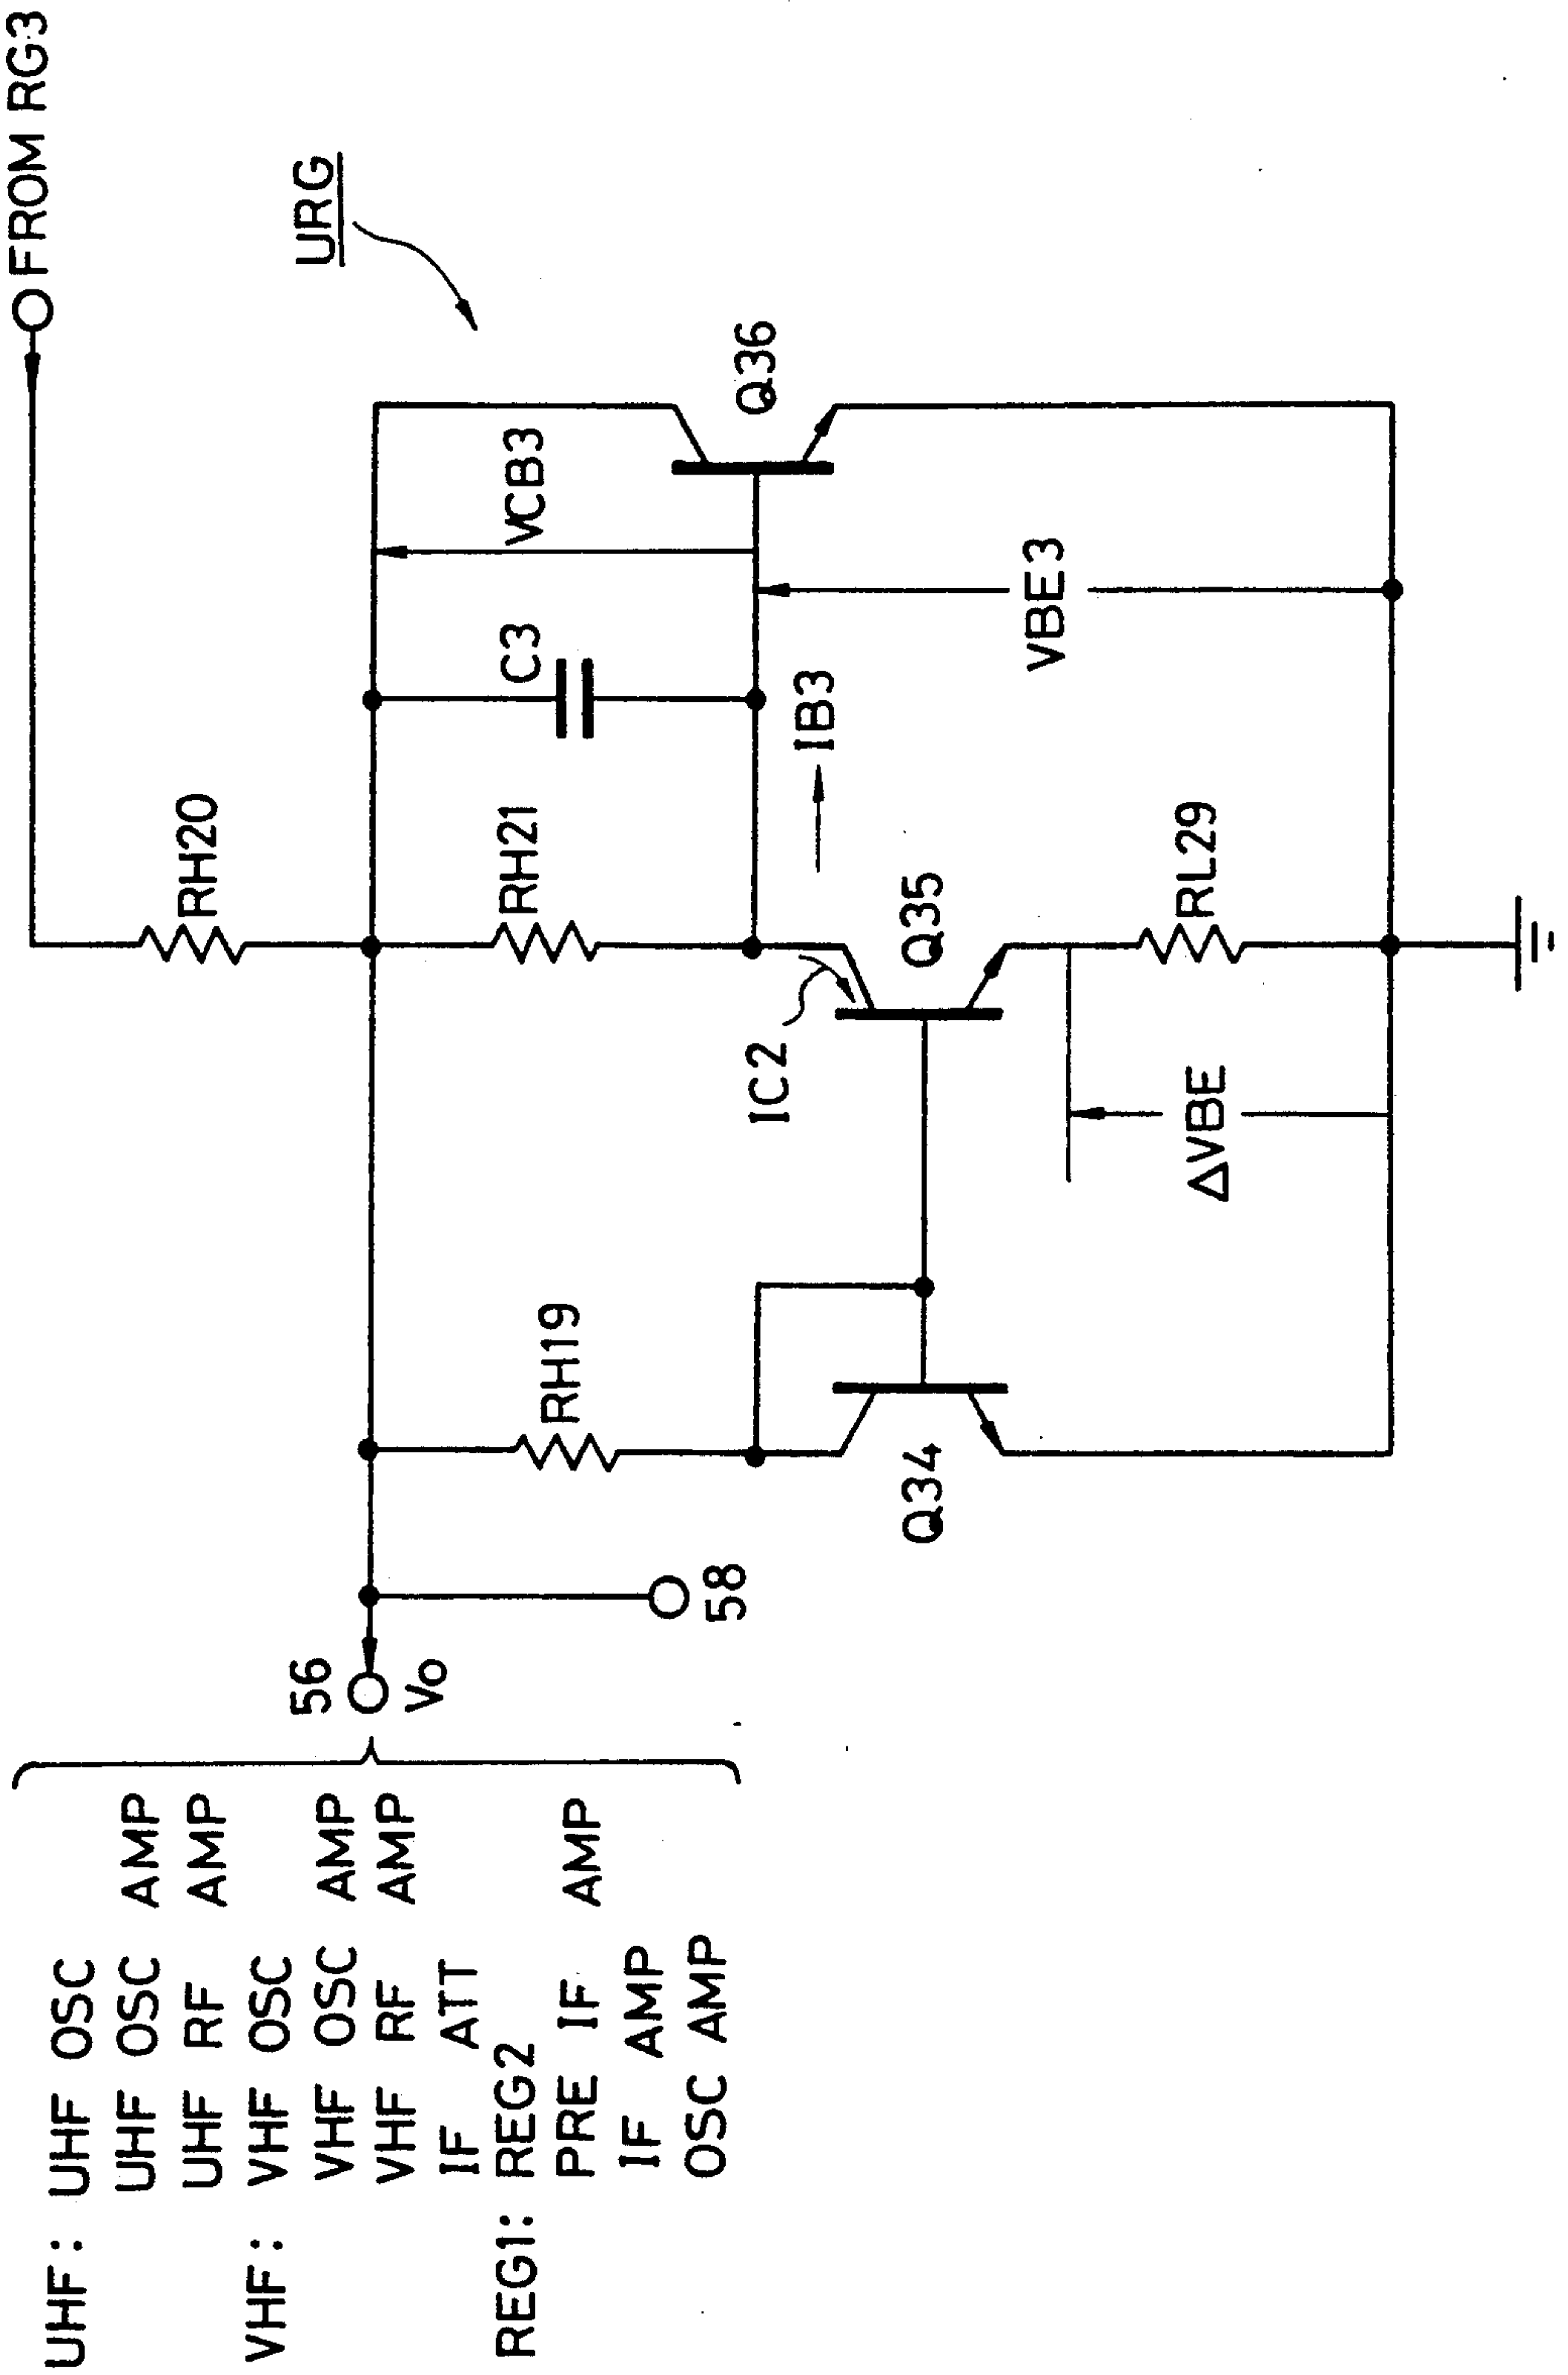 FROM RG3
URG
RH20
RH19
RH21
C3
VCB3
Q36
IB3
IC2
Q35
Q34
VBE3
RL29
ΔVBE
56
Vo
58
UHF: UHF OSC
UHF OSC AMP
UHF RF AMP
VHF: VHF OSC
VHF OSC AMP
VHF RF AMP
IF ATT
REG1: REG2
PRE IF AMP
IF AMP
OSC AMP